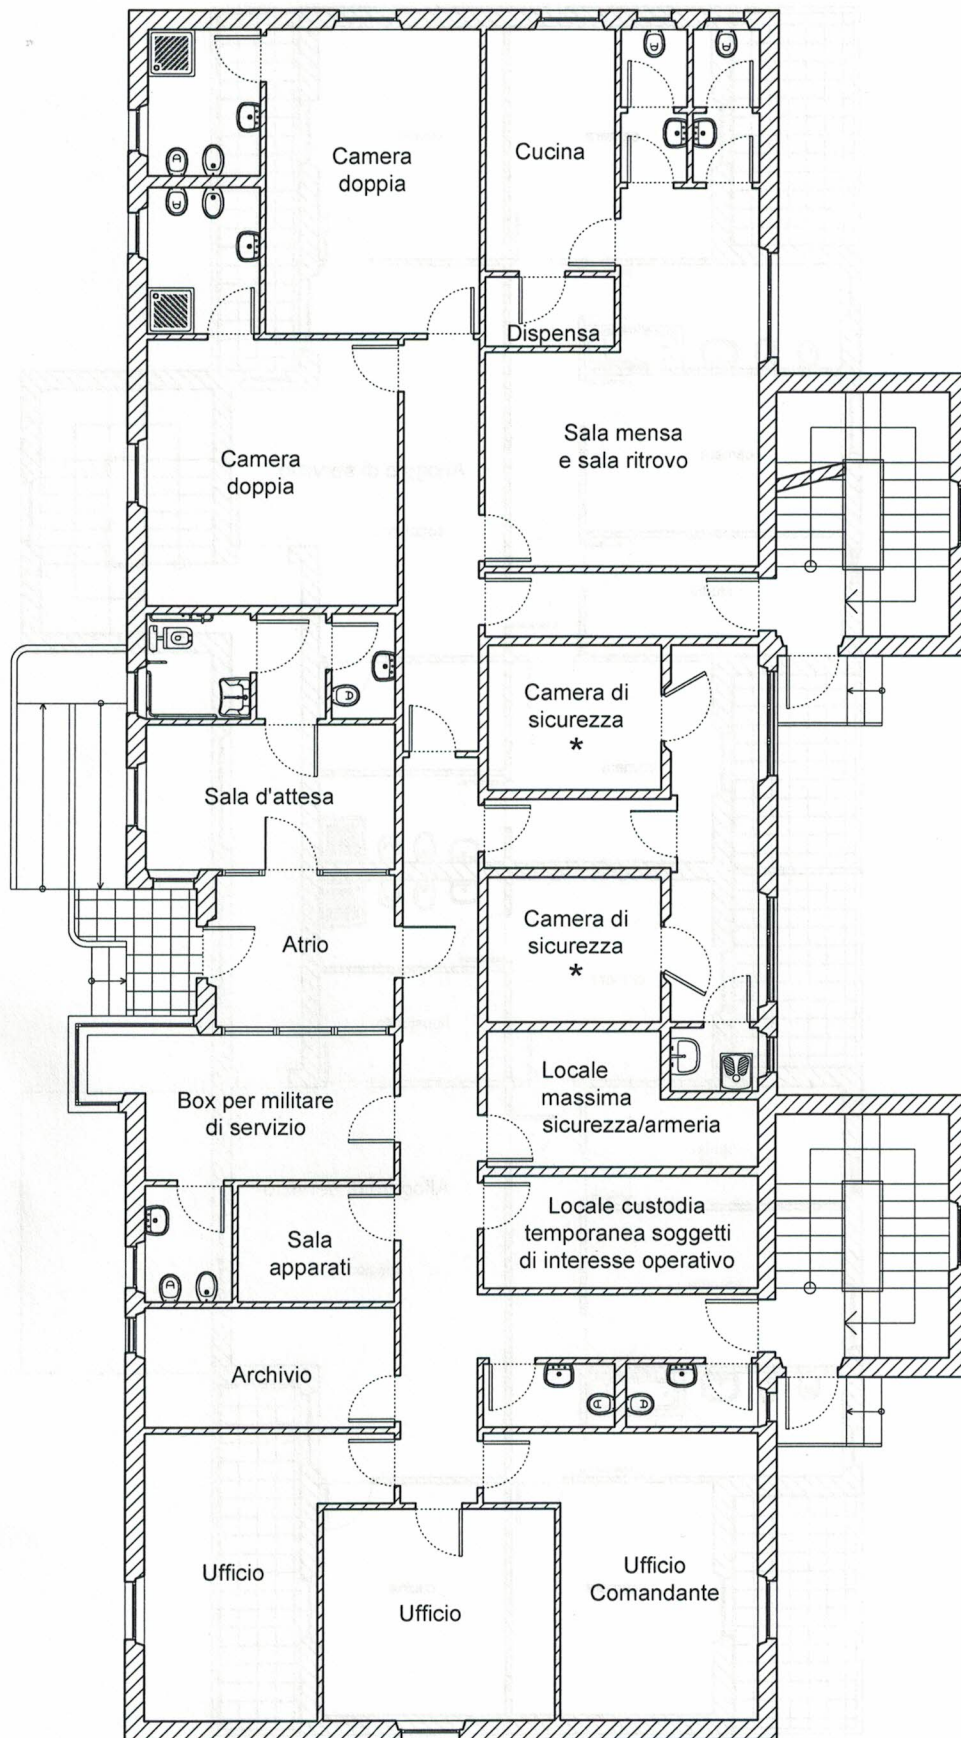 Camera
doppia
Cucina
Dispensa
Camera
doppia
Sala mensa
e sala ritrovo
Camera di
sicurezza
*
Sala d'attesa
Camera di
sicurezza
*
Atrio
Locale
massima
sicurezza/armeria
Box per militare
di servizio
Locale custodia
temporanea soggetti
di interesse operativo
Sala
apparati
Archivio
Ufficio
Ufficio
Ufficio
Comandante